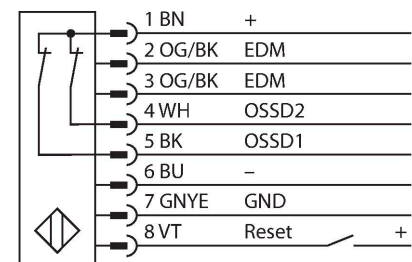 1 BN +
2 OG/BK EDM
3 OG/BK EDM
4 WH OSSD2
5 BK OSSD1
6 BU –
7 GNYE GND
8 VT Reset +